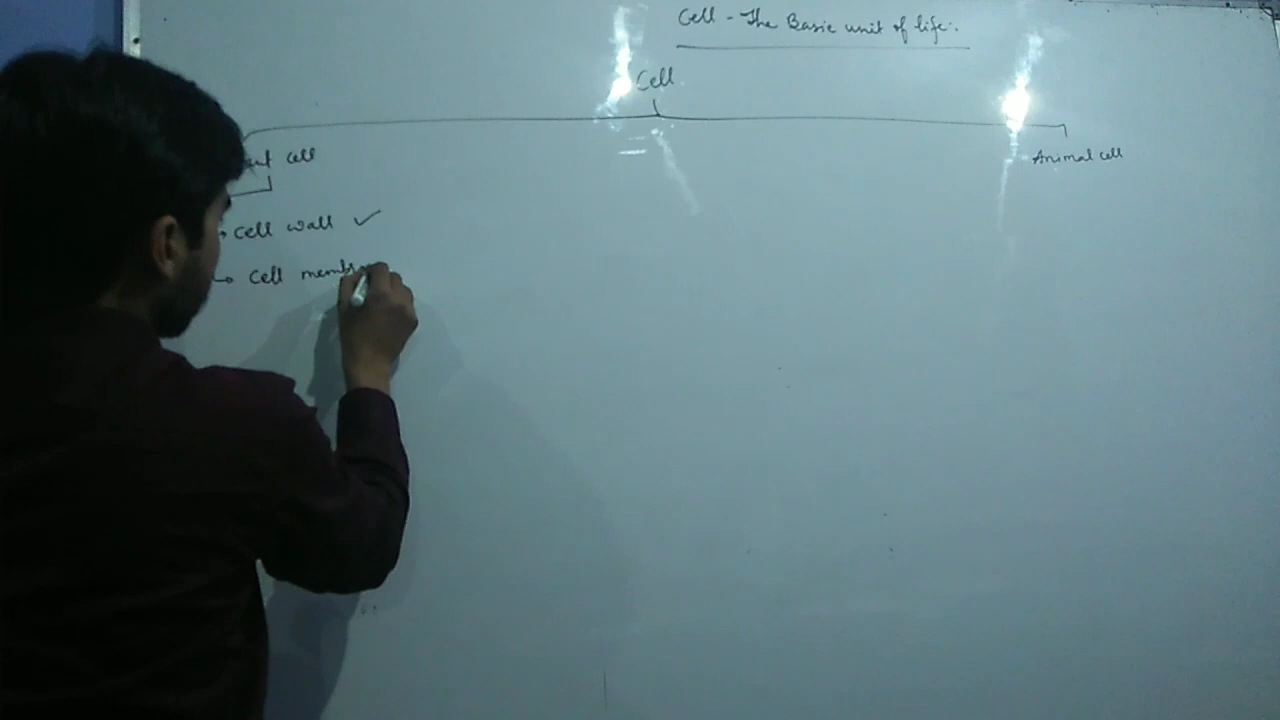 Cell - The Basic unit of life.
Cell
cell
Animal cell
cell wall ✓
cell